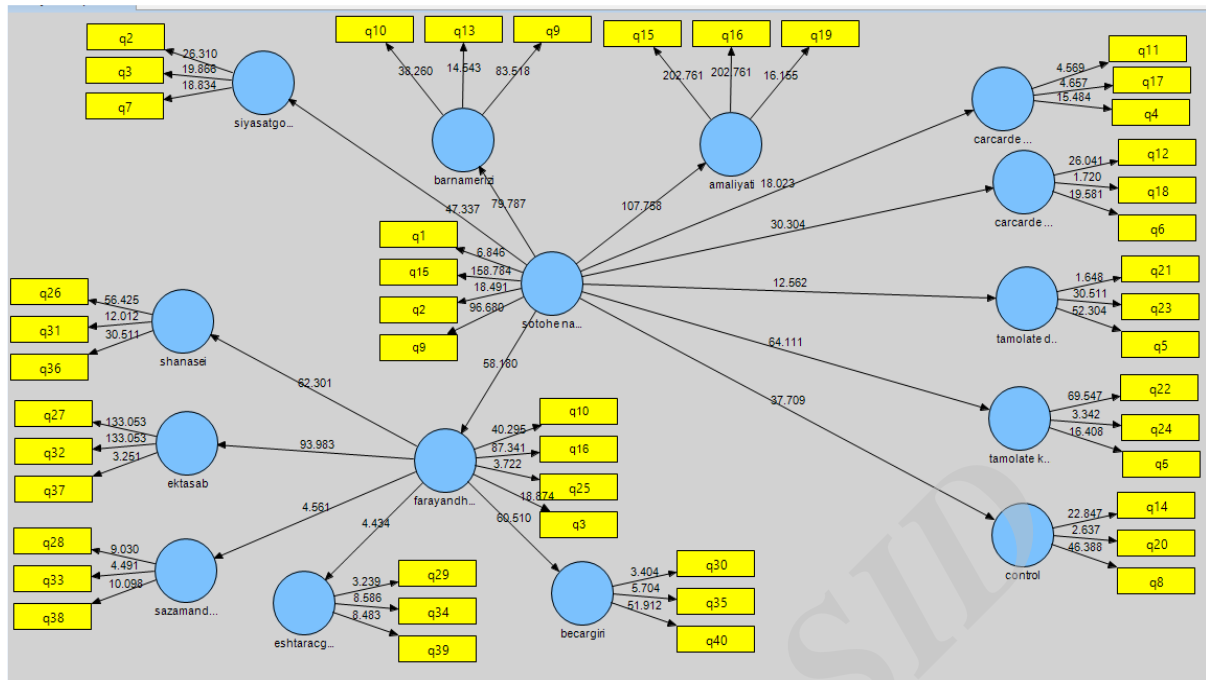 q2
q3
q7
26.310
19.866
18.834
siyasatgo...
q10
q13
q9
38.260
14.543
83.518
barnamerizi
q15
q16
q19
202.761
202.761
16.155
amaliyati
q11
q17
q4
4.569
4.657
15.484
carcarde ...
q12
q18
q6
26.041
1.720
19.581
carcarde ...
47.337
79.787
107.758
18.023
30.304
12.562
64.111
37.709
58.180
q1
q15
q2
q9
6.846
158.784
18.491
96.680
sotohe na...
q21
q23
q5
1.648
30.511
52.304
tamolate d...
q22
q24
q5
69.547
3.342
16.408
tamolate k...
q14
q20
q8
22.847
2.637
46.388
control
q26
q31
q36
56.425
12.012
30.511
shanasei
62.301
93.983
4.561
4.434
60.510
q27
q32
q37
133.053
133.053
3.251
ektasab
q10
q16
q25
q3
40.295
87.341
3.722
18.874
farayandh...
q28
q33
q38
9.030
4.491
10.098
sazamand...
q29
q34
q39
3.239
8.586
8.483
eshtaracg...
q30
q35
q40
3.404
5.704
51.912
becargiri
SID